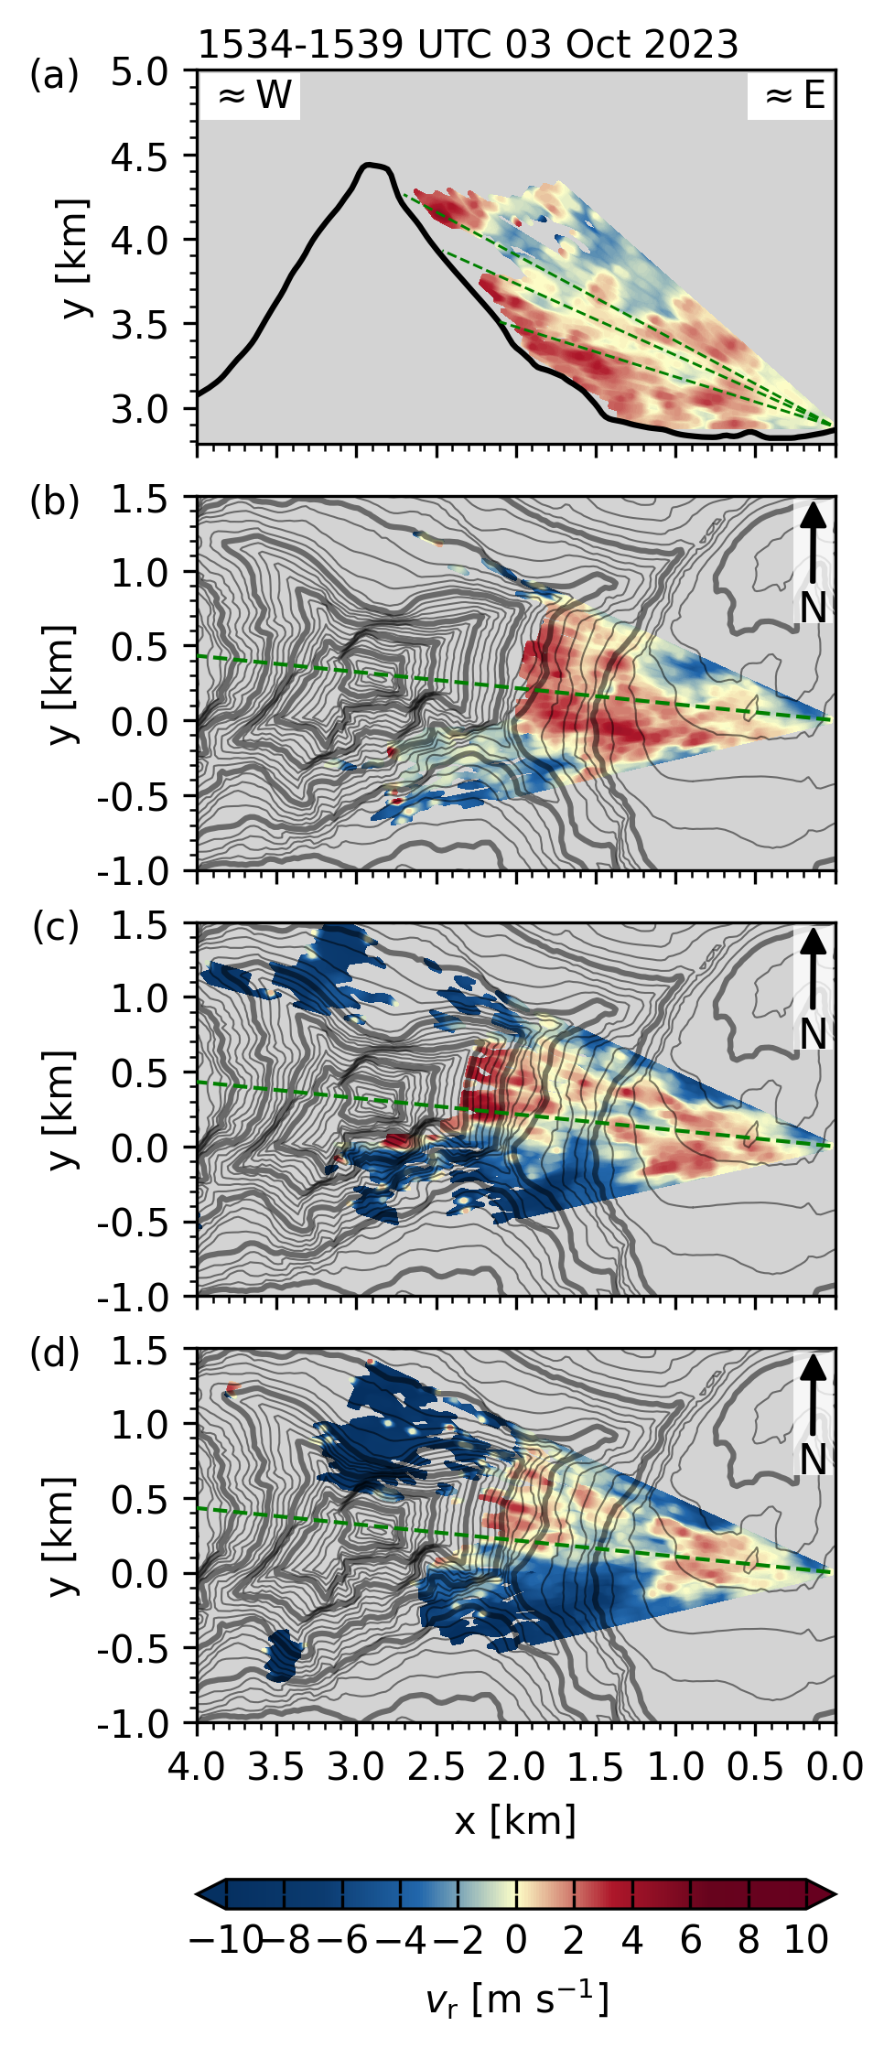 1534-1539 UTC 03 Oct 2023
(a)
≈W
≈E
5.0
4.5
4.0
3.5
3.0
y [km]
(b)
1.5
1.0
0.5
0.0
-0.5
-1.0
y [km]
N
(c)
1.5
1.0
0.5
0.0
-0.5
-1.0
y [km]
N
(d)
1.5
1.0
0.5
0.0
-0.5
-1.0
y [km]
N
4.0 3.5 3.0 2.5 2.0 1.5 1.0 0.5 0.0
x [km]
−10 −8 −6 −4 −2 0 2 4 6 8 10
vr [m s⁻¹]